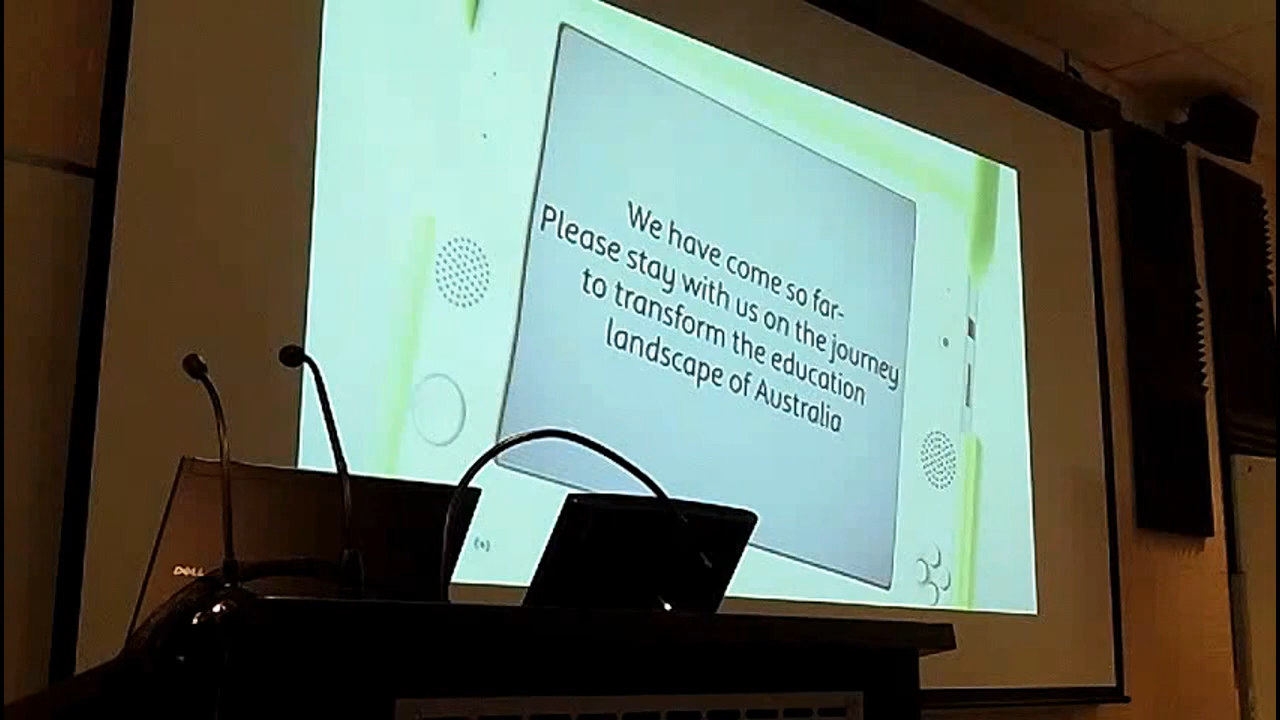 We have come so far-
Please stay with us on the journey
to transform the education
landscape of Australia
DELL